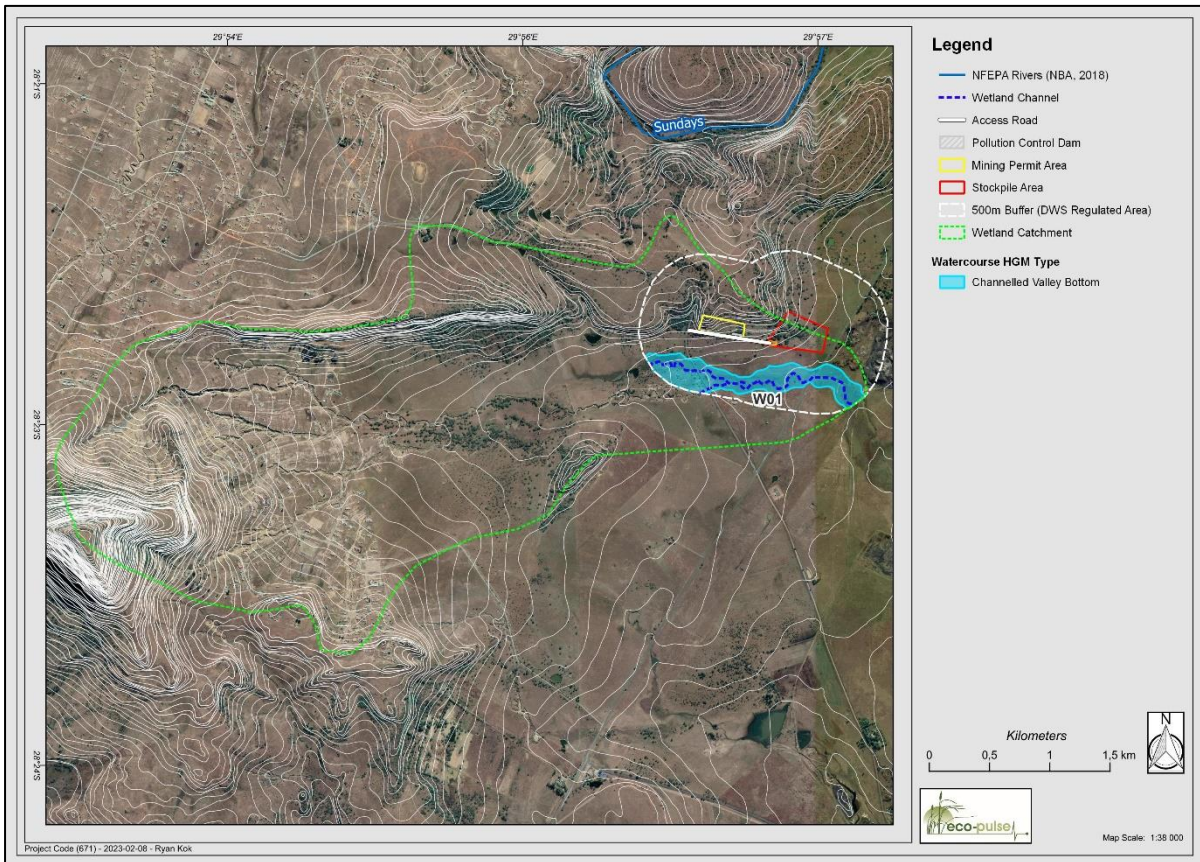 29°54'E
29°56'E
29°57'E
28°21'S
28°23'S
28°24'S
Sundays
W01
Legend
NFEPA Rivers (NBA, 2018)
Wetland Channel
Access Road
Pollution Control Dam
Mining Permit Area
Stockpile Area
500m Buffer (DWS Regulated Area)
Wetland Catchment
Watercourse HGM Type
Channelled Valley Bottom
Kilometers
0 0,5 1 1,5 km
N
eco-pulse
Map Scale: 1:38 000
Project Code (671) - 2023-02-08 - Ryan Kok